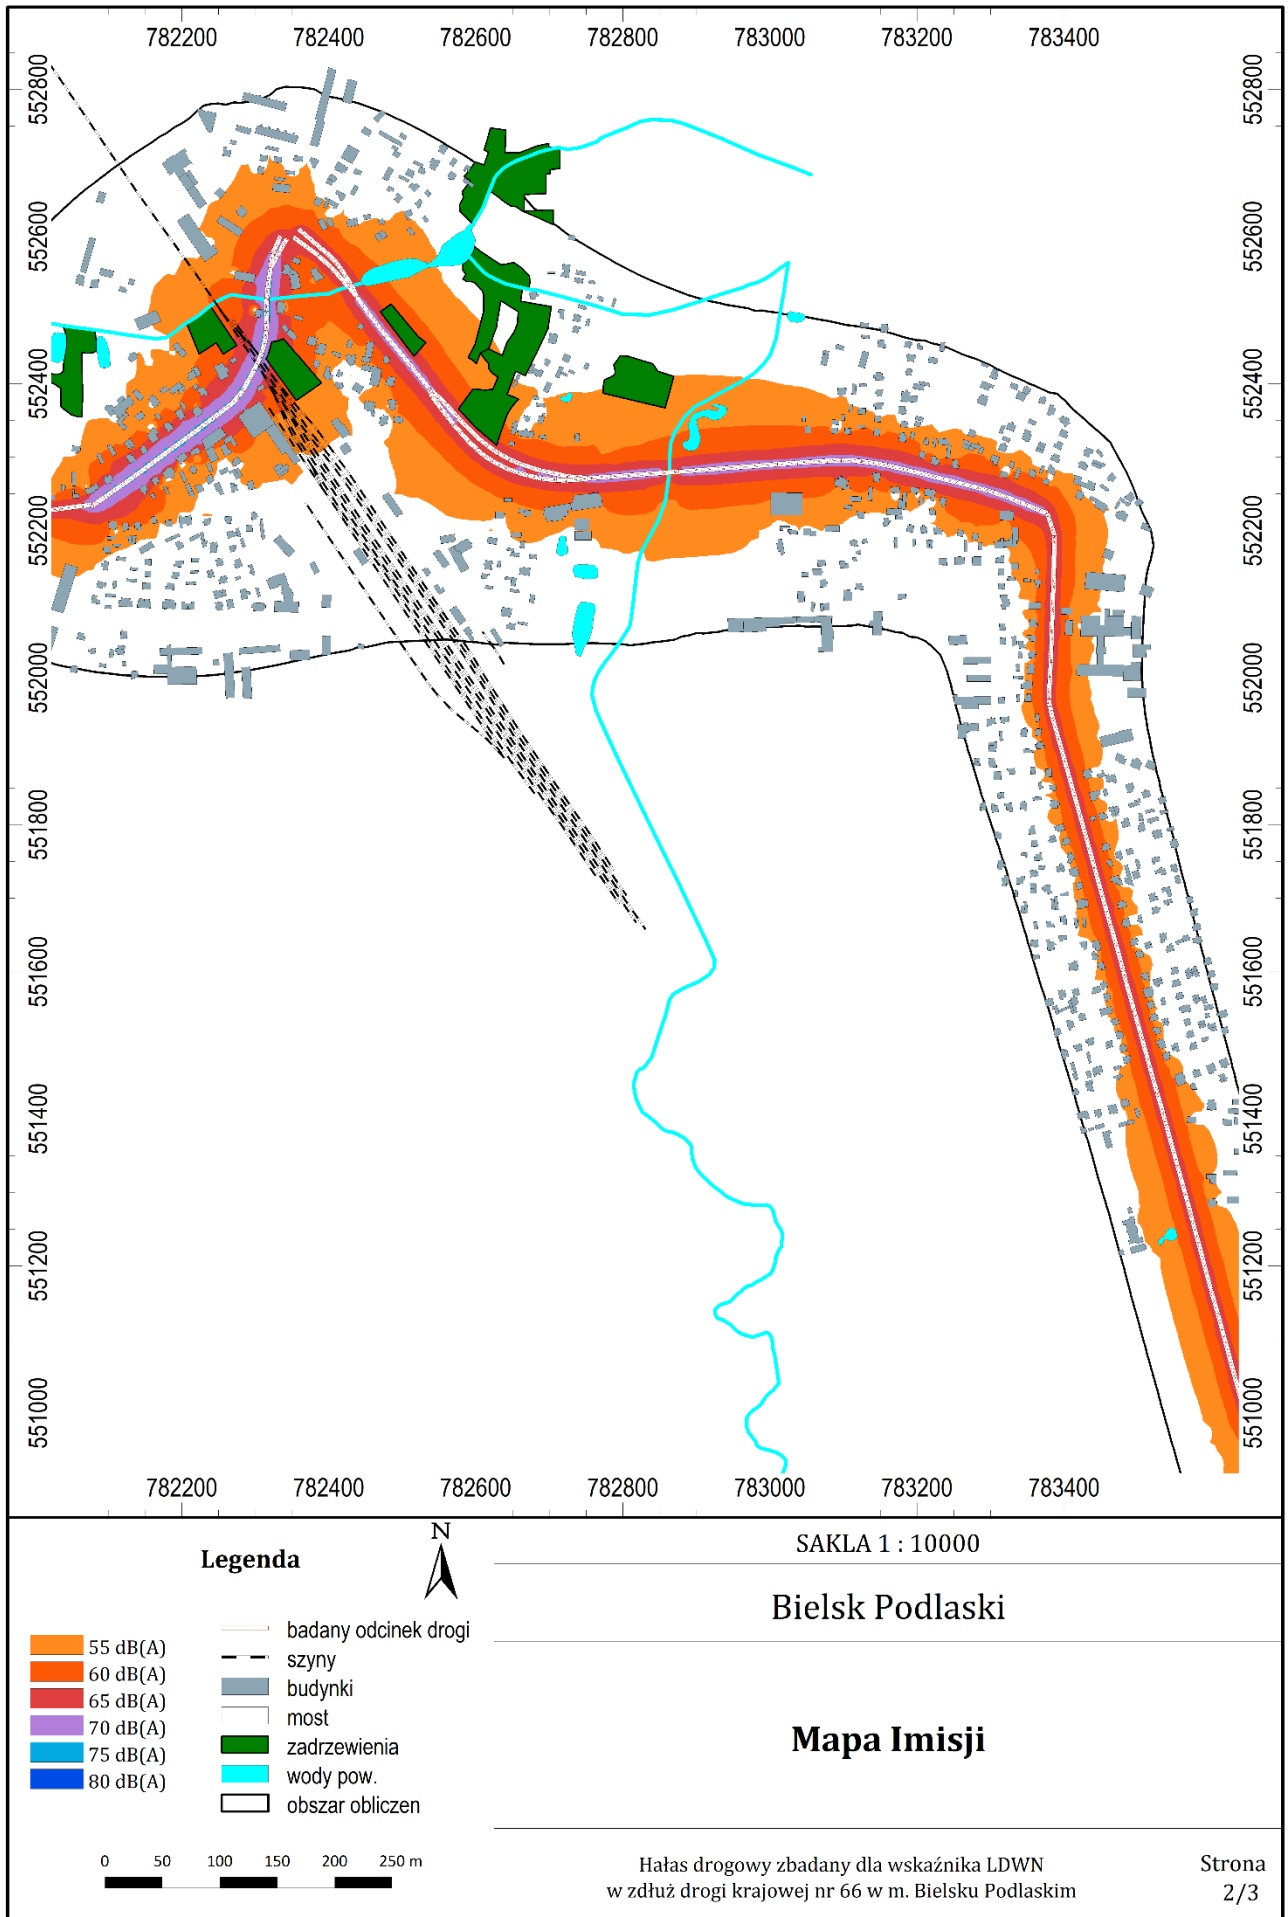 782200 782400 782600 782800 783000 783200 783400
552800 552800
552600 552600
552400 552400
552200 552200
552000 552000
551800 551800
551600 551600
551400 551400
551200 551200
551000 551000
782200 782400 782600 782800 783000 783200 783400
Legenda
N
55 dB(A)
60 dB(A)
65 dB(A)
70 dB(A)
75 dB(A)
80 dB(A)
badany odcinek drogi
szyny
budynki
most
zadrzewienia
wody pow.
obszar obliczen
0 50 100 150 200 250 m
SAKLA 1 : 10000
Bielsk Podlaski
Mapa Imisji
Hałas drogowy zbadany dla wskaźnika LDWN
w zdłuż drogi krajowej nr 66 w m. Bielsku Podlaskim
Strona
2/3